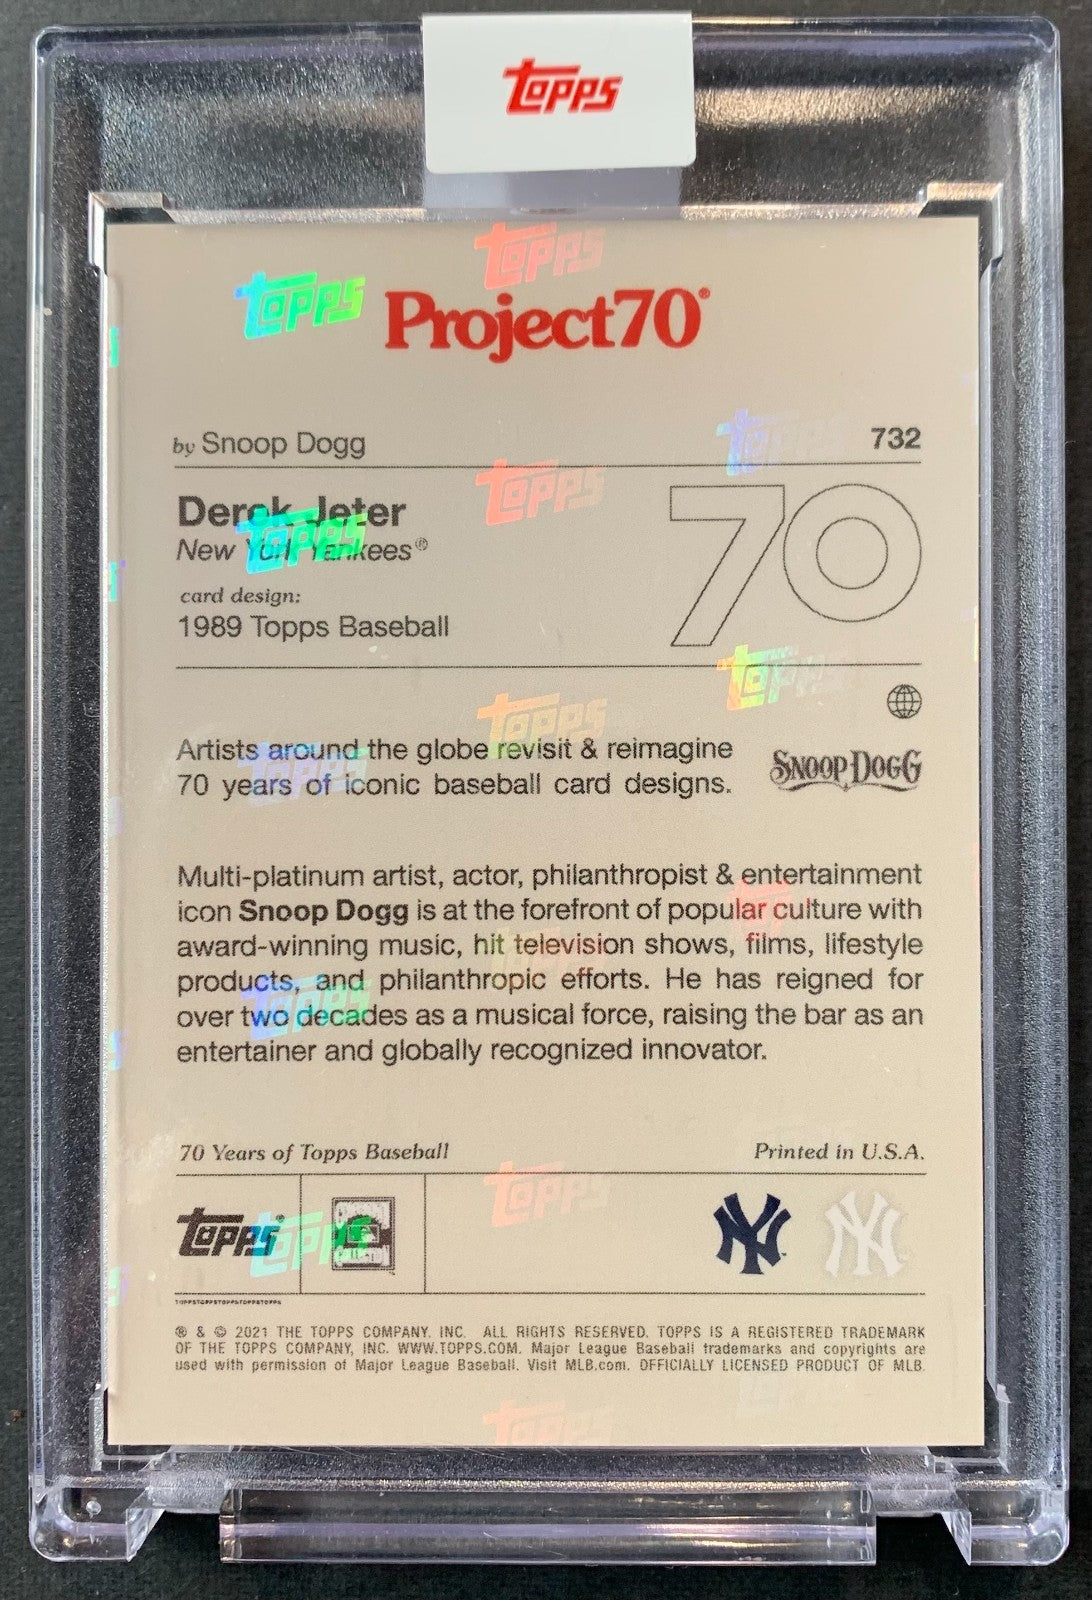 Topps
Project70®
by Snoop Dogg
732
Derek Jeter
New York Yankees®
70
card design:
1989 Topps Baseball
Artists around the globe revisit & reimagine
70 years of iconic baseball card designs.
SNOOP DOGG
Multi-platinum artist, actor, philanthropist & entertainment
icon Snoop Dogg is at the forefront of popular culture with
award-winning music, hit television shows, films, lifestyle
products, and philanthropic efforts. He has reigned for
over two decades as a musical force, raising the bar as an
entertainer and globally recognized innovator.
70 Years of Topps Baseball
Printed in U.S.A.
Topps®
NY
NY
TOPPSTOPPSTOPPSTOPPSTOPPS
® & © 2021 THE TOPPS COMPANY, INC. ALL RIGHTS RESERVED. TOPPS IS A REGISTERED TRADEMARK
OF THE TOPPS COMPANY, INC. WWW.TOPPS.COM. Major League Baseball trademarks and copyrights are
used with permission of Major League Baseball. Visit MLB.com. OFFICIALLY LICENSED PRODUCT OF MLB.